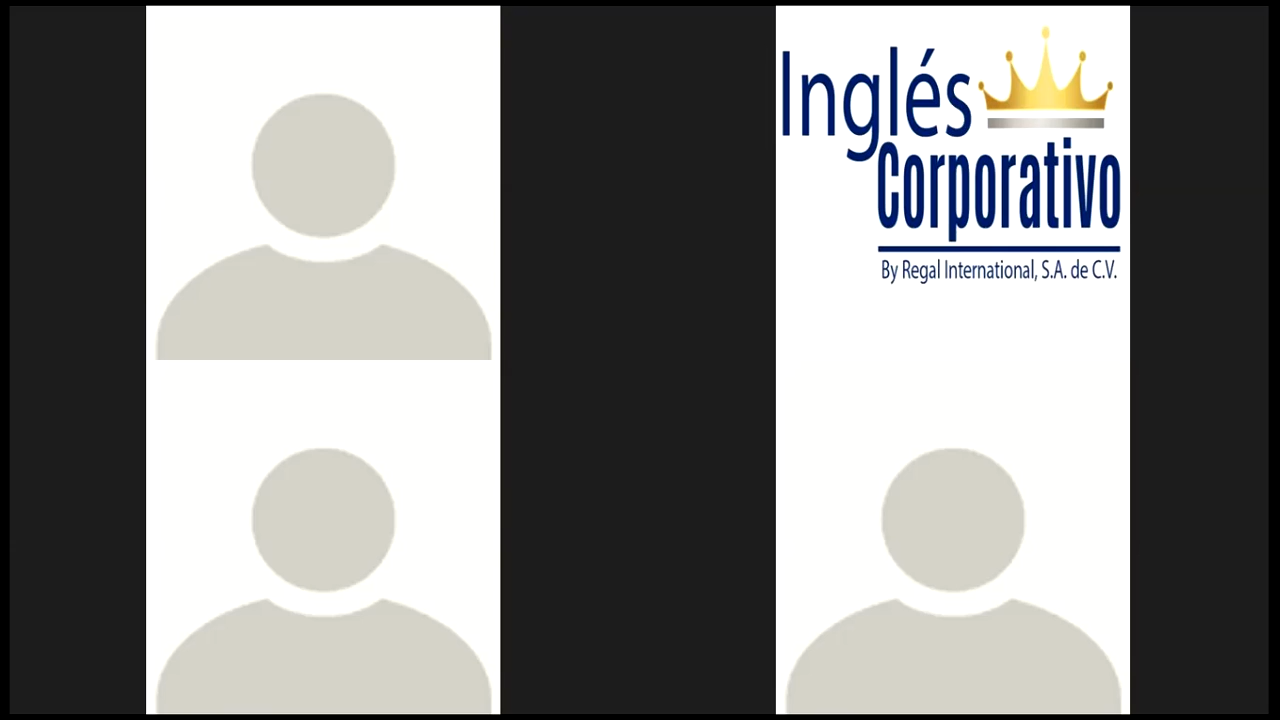 Inglés
Corporativo
By Regal International, S.A. de C.V.